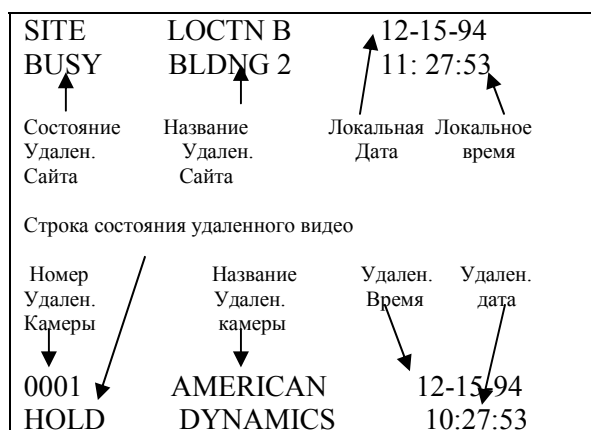 SITE LOCTN B 12-15-94
BUSY BLDNG 2 11: 27:53
Состояние Название Локальная Локальное
Удален. Удален. Дата время
Сайта Сайта
Строка состояния удаленного видео
Номер Название Удален. Удален.
Удален. Удален. Время дата
Камеры камеры
0001 AMERICAN 12-15-94
HOLD DYNAMICS 10:27:53